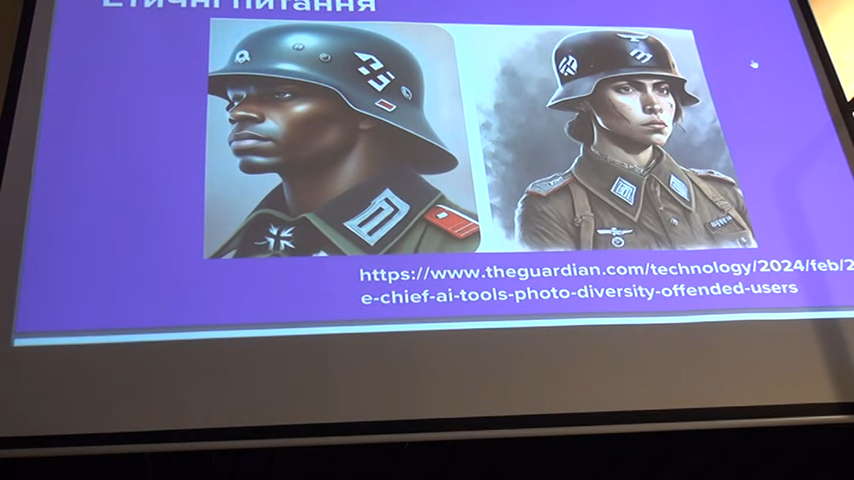 Етичні питання
https://www.theguardian.com/technology/2024/feb/2
e-chief-ai-tools-photo-diversity-offended-users